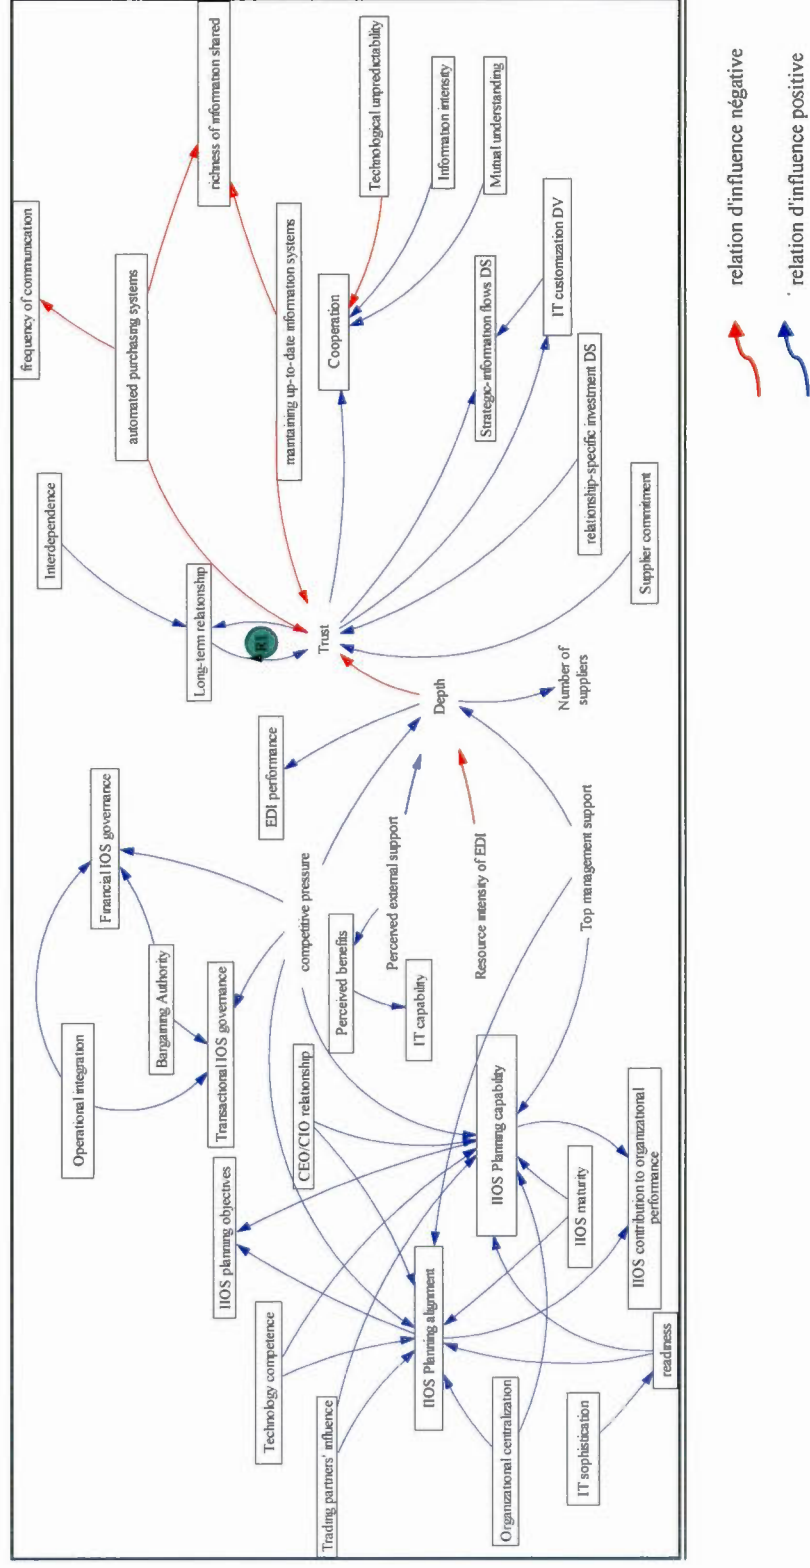 frequency of communication
richness of information shared
automated purchasing systems
Technological unpredictability
Information intensity
Mutual understanding
maintaining up-to-date information systems
Cooperation
Strategic-information flows DS
IT customization DV
Interdependence
relationship-specific investment DS
Supplier commitment
Long-term relationship
R1
Trust
Depth
Number of
suppliers
EDI performance
Financial IOS governance
competitive pressure
Perceived external support
Resource intensity of EDI
Top management support
Bargaining Authority
Perceived benefits
IT capability
Operational integration
Transactional IOS governance
CEO/CIO relationship
IIOS Planning capability
IIOS planning objectives
IIOS maturity
IIOS contribution to organizational
performance
Technology competence
IIOS Planning alignment
readiness
Trading partners' influence
Organizational centralization
IT sophistication
relation d'influence négative
relation d'influence positive